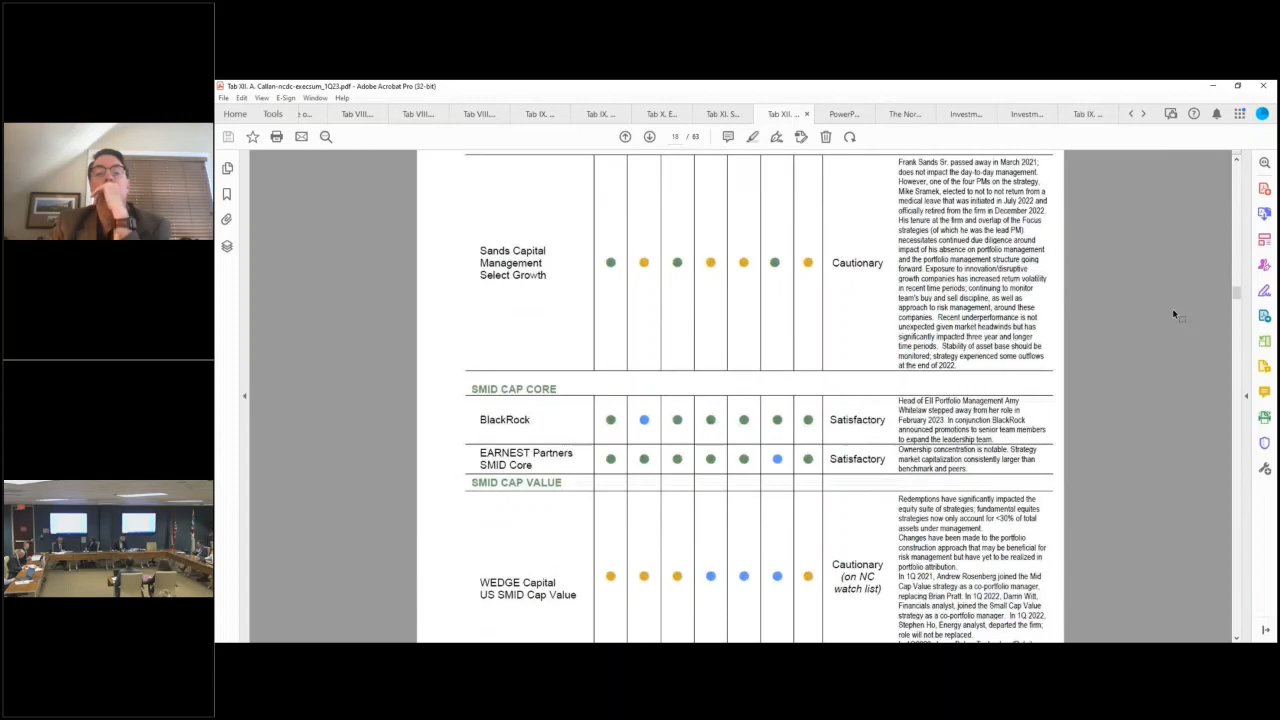 Tab XII. A. Callan-ncdc-execsum_1Q23.pdf - Adobe Acrobat Pro (32-bit)
File Edit View E-Sign Window Help
Home Tools e o... Tab VIII.... Tab VIII.... Tab VIII.... Tab IX. ... Tab IX. ... Tab X. E... Tab XI. S... Tab XII. ... × PowerP... The Nor... Investm... Investm... Tab IX. ...
18 / 63
Frank Sands Sr. passed away in March 2021;
does not impact the day-to-day management.
However, one of the four PMs on the strategy,
Mike Sramek, elected to not to not return from a
medical leave that was initiated in July 2022 and
officially retired from the firm in December 2022.
His tenure at the firm and overlap of the Focus
strategies (of which he was the lead PM)
necessitates continued due diligence around
impact of his absence on portfolio management
and the portfolio management structure going
forward. Exposure to innovation/disruptive
growth companies has increased return volatility
in recent time periods; continuing to monitor
team's buy and sell discipline, as well as
approach to risk management, around these
companies. Recent underperformance is not
unexpected given market headwinds but has
significantly impacted three year and longer
time periods. Stability of asset base should be
monitored; strategy experienced some outflows
at the end of 2022.
Sands Capital
Management
Select Growth
Cautionary
SMID CAP CORE
BlackRock
Satisfactory
Head of EII Portfolio Management Amy
Whitelaw stepped away from her role in
February 2023. In conjunction BlackRock
announced promotions to senior team members
to expand the leadership team.
EARNEST Partners
SMID Core
Satisfactory
Ownership concentration is notable. Strategy
market capitalization consistently larger than
benchmark and peers.
SMID CAP VALUE
WEDGE Capital
US SMID Cap Value
Cautionary
(on NC
watch list)
Redemptions have significantly impacted the
equity suite of strategies; fundamental equites
strategies now only account for <30% of total
assets under management.
Changes have been made to the portfolio
construction approach that may be beneficial for
risk management but have yet to be realized in
portfolio attribution.
In 1Q 2021, Andrew Rosenberg joined the Mid
Cap Value strategy as a co-portfolio manager,
replacing Brian Pratt. In 1Q 2022, Darrin Witt,
Financials analyst, joined the Small Cap Value
strategy as a co-portfolio manager. In 1Q 2022,
Stephen Ho, Energy analyst, departed the firm;
role will not be replaced.